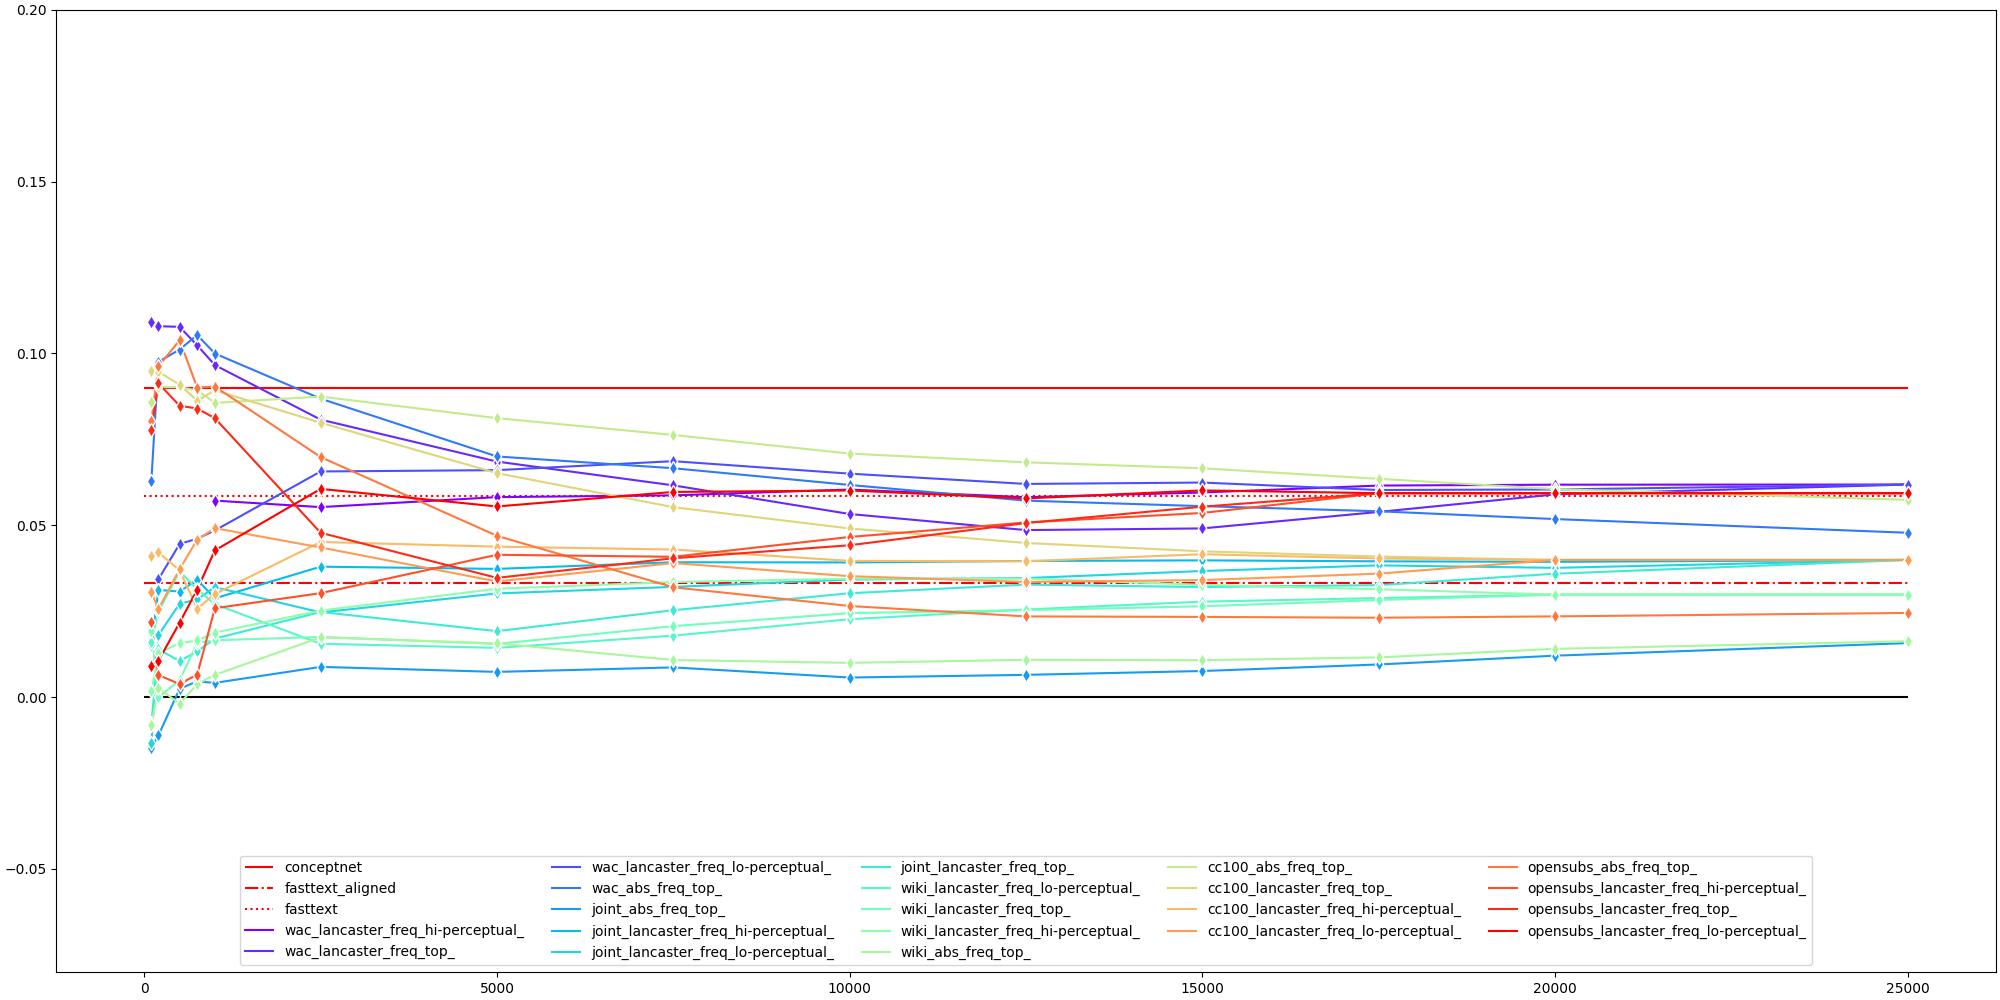 0.20
0.15
0.10
0.05
0.00
−0.05
conceptnet
fasttext_aligned
fasttext
wac_lancaster_freq_hi-perceptual_
wac_lancaster_freq_top_
wac_lancaster_freq_lo-perceptual_
wac_abs_freq_top_
joint_abs_freq_top_
joint_lancaster_freq_hi-perceptual_
joint_lancaster_freq_lo-perceptual_
joint_lancaster_freq_top_
wiki_lancaster_freq_lo-perceptual_
wiki_lancaster_freq_top_
wiki_lancaster_freq_hi-perceptual_
wiki_abs_freq_top_
cc100_abs_freq_top_
cc100_lancaster_freq_top_
cc100_lancaster_freq_hi-perceptual_
cc100_lancaster_freq_lo-perceptual_
opensubs_abs_freq_top_
opensubs_lancaster_freq_hi-perceptual_
opensubs_lancaster_freq_top_
opensubs_lancaster_freq_lo-perceptual_
0
5000
10000
15000
20000
25000